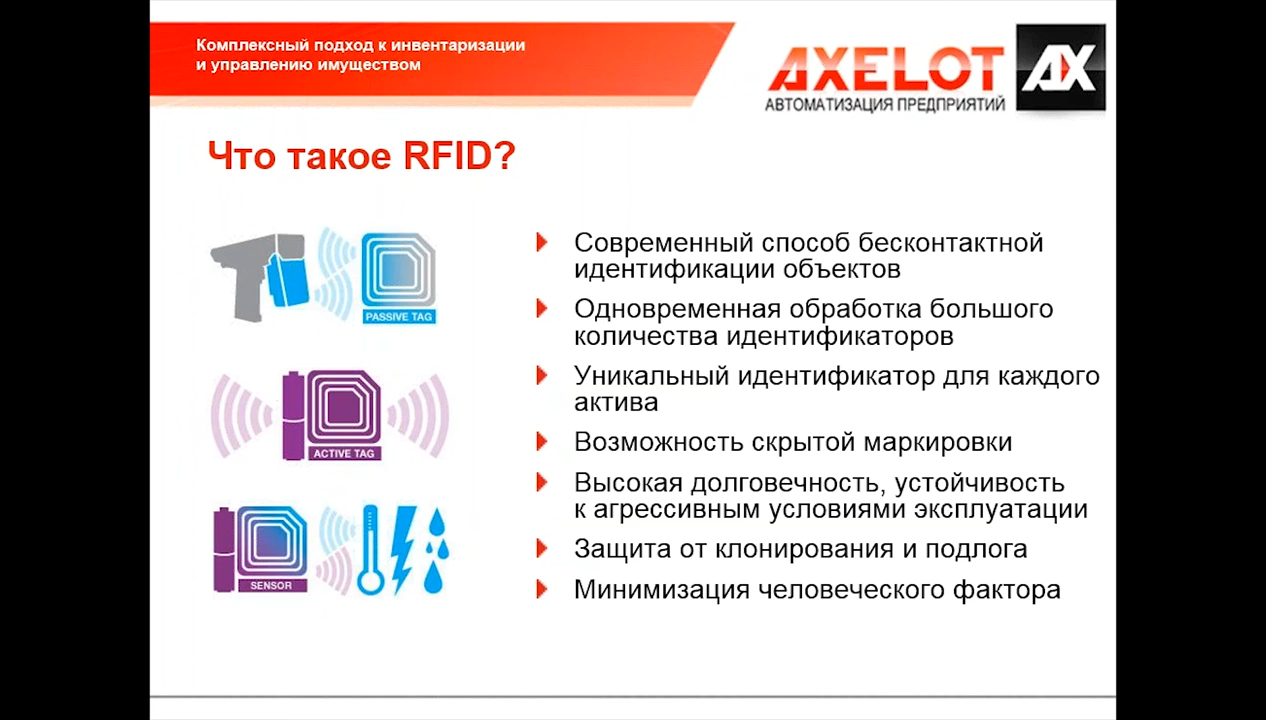 Комплексный подход к инвентаризации
и управлению имуществом
AXELOT
АВТОМАТИЗАЦИЯ ПРЕДПРИЯТИЙ
AX
Что такое RFID?
PASSIVE TAG
ACTIVE TAG
SENSOR
Современный способ бесконтактной
идентификации объектов
Одновременная обработка большого
количества идентификаторов
Уникальный идентификатор для каждого
актива
Возможность скрытой маркировки
Высокая долговечность, устойчивость
к агрессивным условиями эксплуатации
Защита от клонирования и подлога
Минимизация человеческого фактора